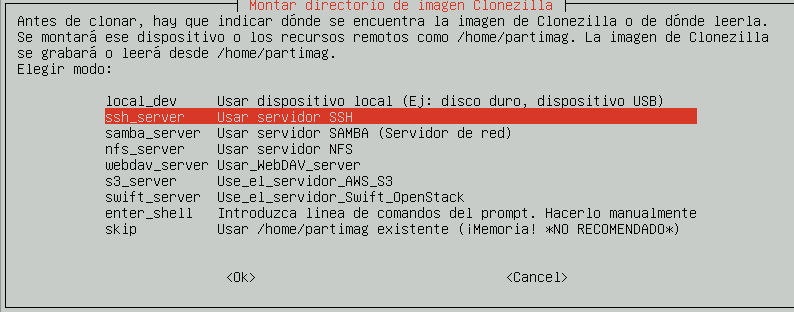 Montar directorio de imagen Clonezilla
Antes de clonar, hay que indicar dónde se encuentra la imagen de Clonezilla o de dónde leerla.
Se montará ese dispositivo o los recursos remotos como /home/partimag. La imagen de Clonezilla
se grabará o leerá desde /home/partimag.
Elegir modo:
local_dev Usar dispositivo local (Ej: disco duro, dispositivo USB)
ssh_server Usar servidor SSH
samba_server Usar servidor SAMBA (Servidor de red)
nfs_server Usar servidor NFS
webdav_server Usar_WebDAV_server
s3_server Use_el_servidor_AWS_S3
swift_server Use_el_servidor_Swift_OpenStack
enter_shell Introduzca linea de comandos del prompt. Hacerlo manualmente
skip Usar /home/partimag existente (¡Memoria! *NO RECOMENDADO*)
<Ok> <Cancel>